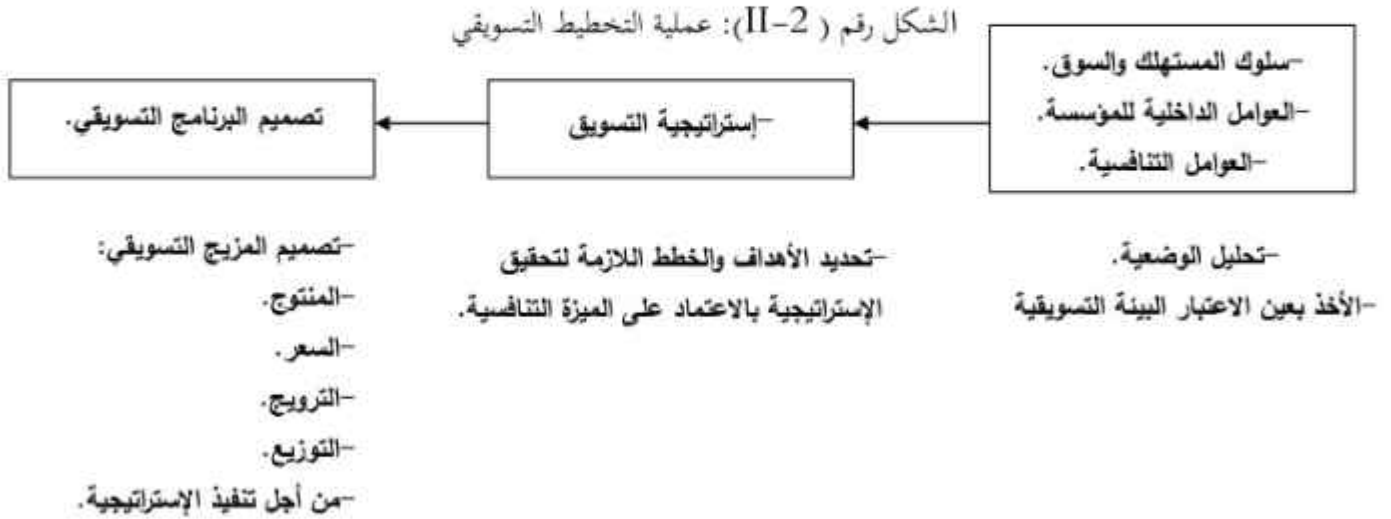 الشكل رقم ( 2-II): عملية التخطيط التسويقي
-سلوك المستهلك والسوق.
-العوامل الداخلية للمؤسسة.
-العوامل التنافسية.
-إستراتيجية التسويق
تصميم البرنامج التسويقي.
-تحليل الوضعية.
-الأخذ بعين الاعتبار البيئة التسويقية
-تحديد الأهداف والخطط اللازمة لتحقيق
الإستراتيجية بالاعتماد على الميزة التنافسية.
-تصميم المزيج التسويقي:
-المنتوج.
-السعر.
-الترويج.
-التوزيع.
-من أجل تنفيذ الإستراتيجية.